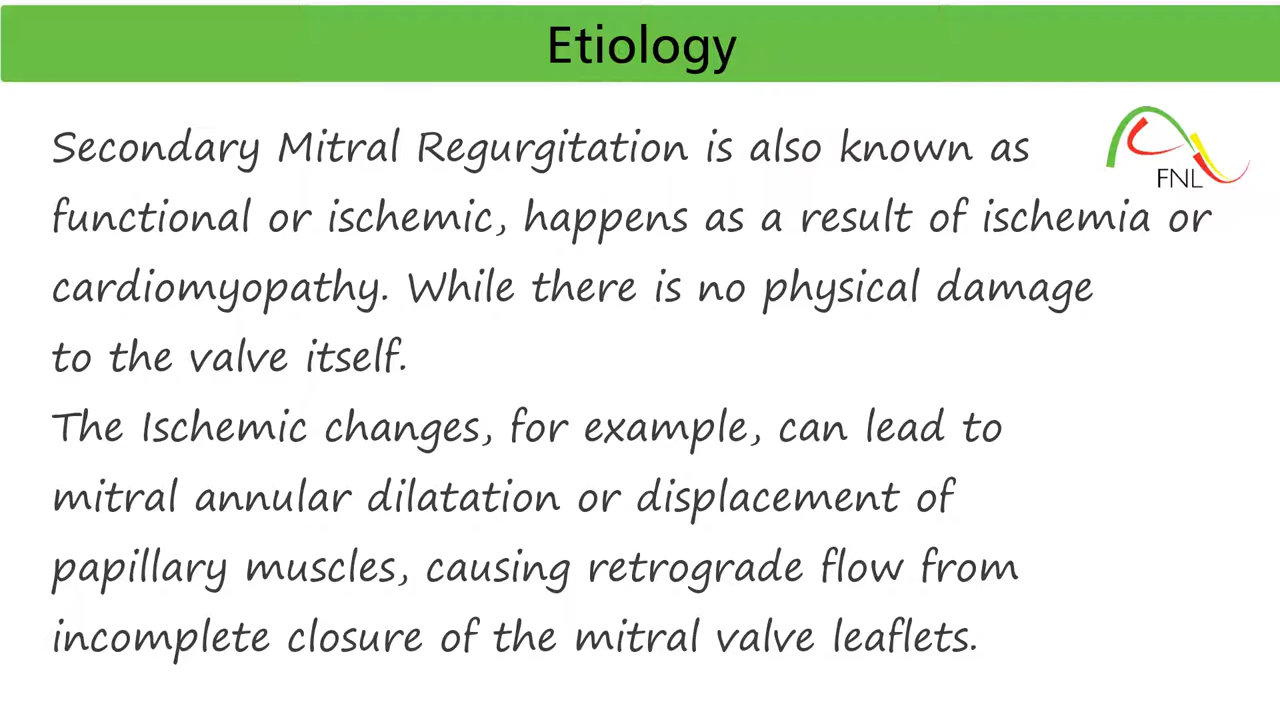 Etiology
Secondary Mitral Regurgitation is also known as
FNL
functional or ischemic, happens as a result of ischemia or
cardiomyopathy. While there is no physical damage
to the valve itself.
The Ischemic changes, for example, can lead to
mitral annular dilatation or displacement of
papillary muscles, causing retrograde flow from
incomplete closure of the mitral valve leaflets.